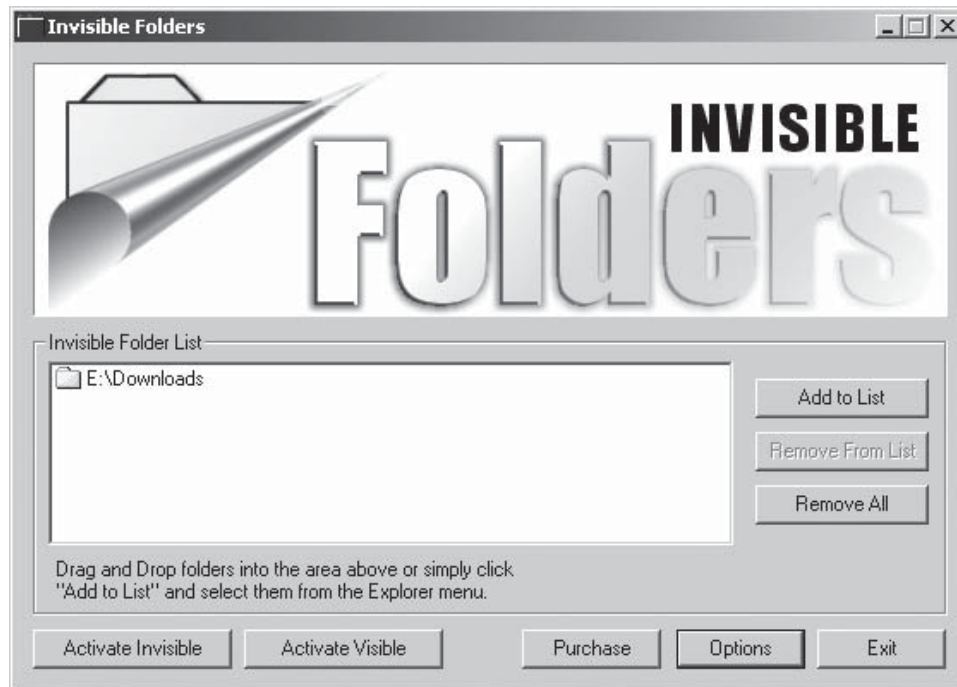 Invisible Folders
INVISIBLE
Folders
Invisible Folder List
E:\Downloads
Add to List
Remove From List
Remove All
Drag and Drop folders into the area above or simply click
"Add to List" and select them from the Explorer menu.
Activate Invisible
Activate Visible
Purchase
Options
Exit